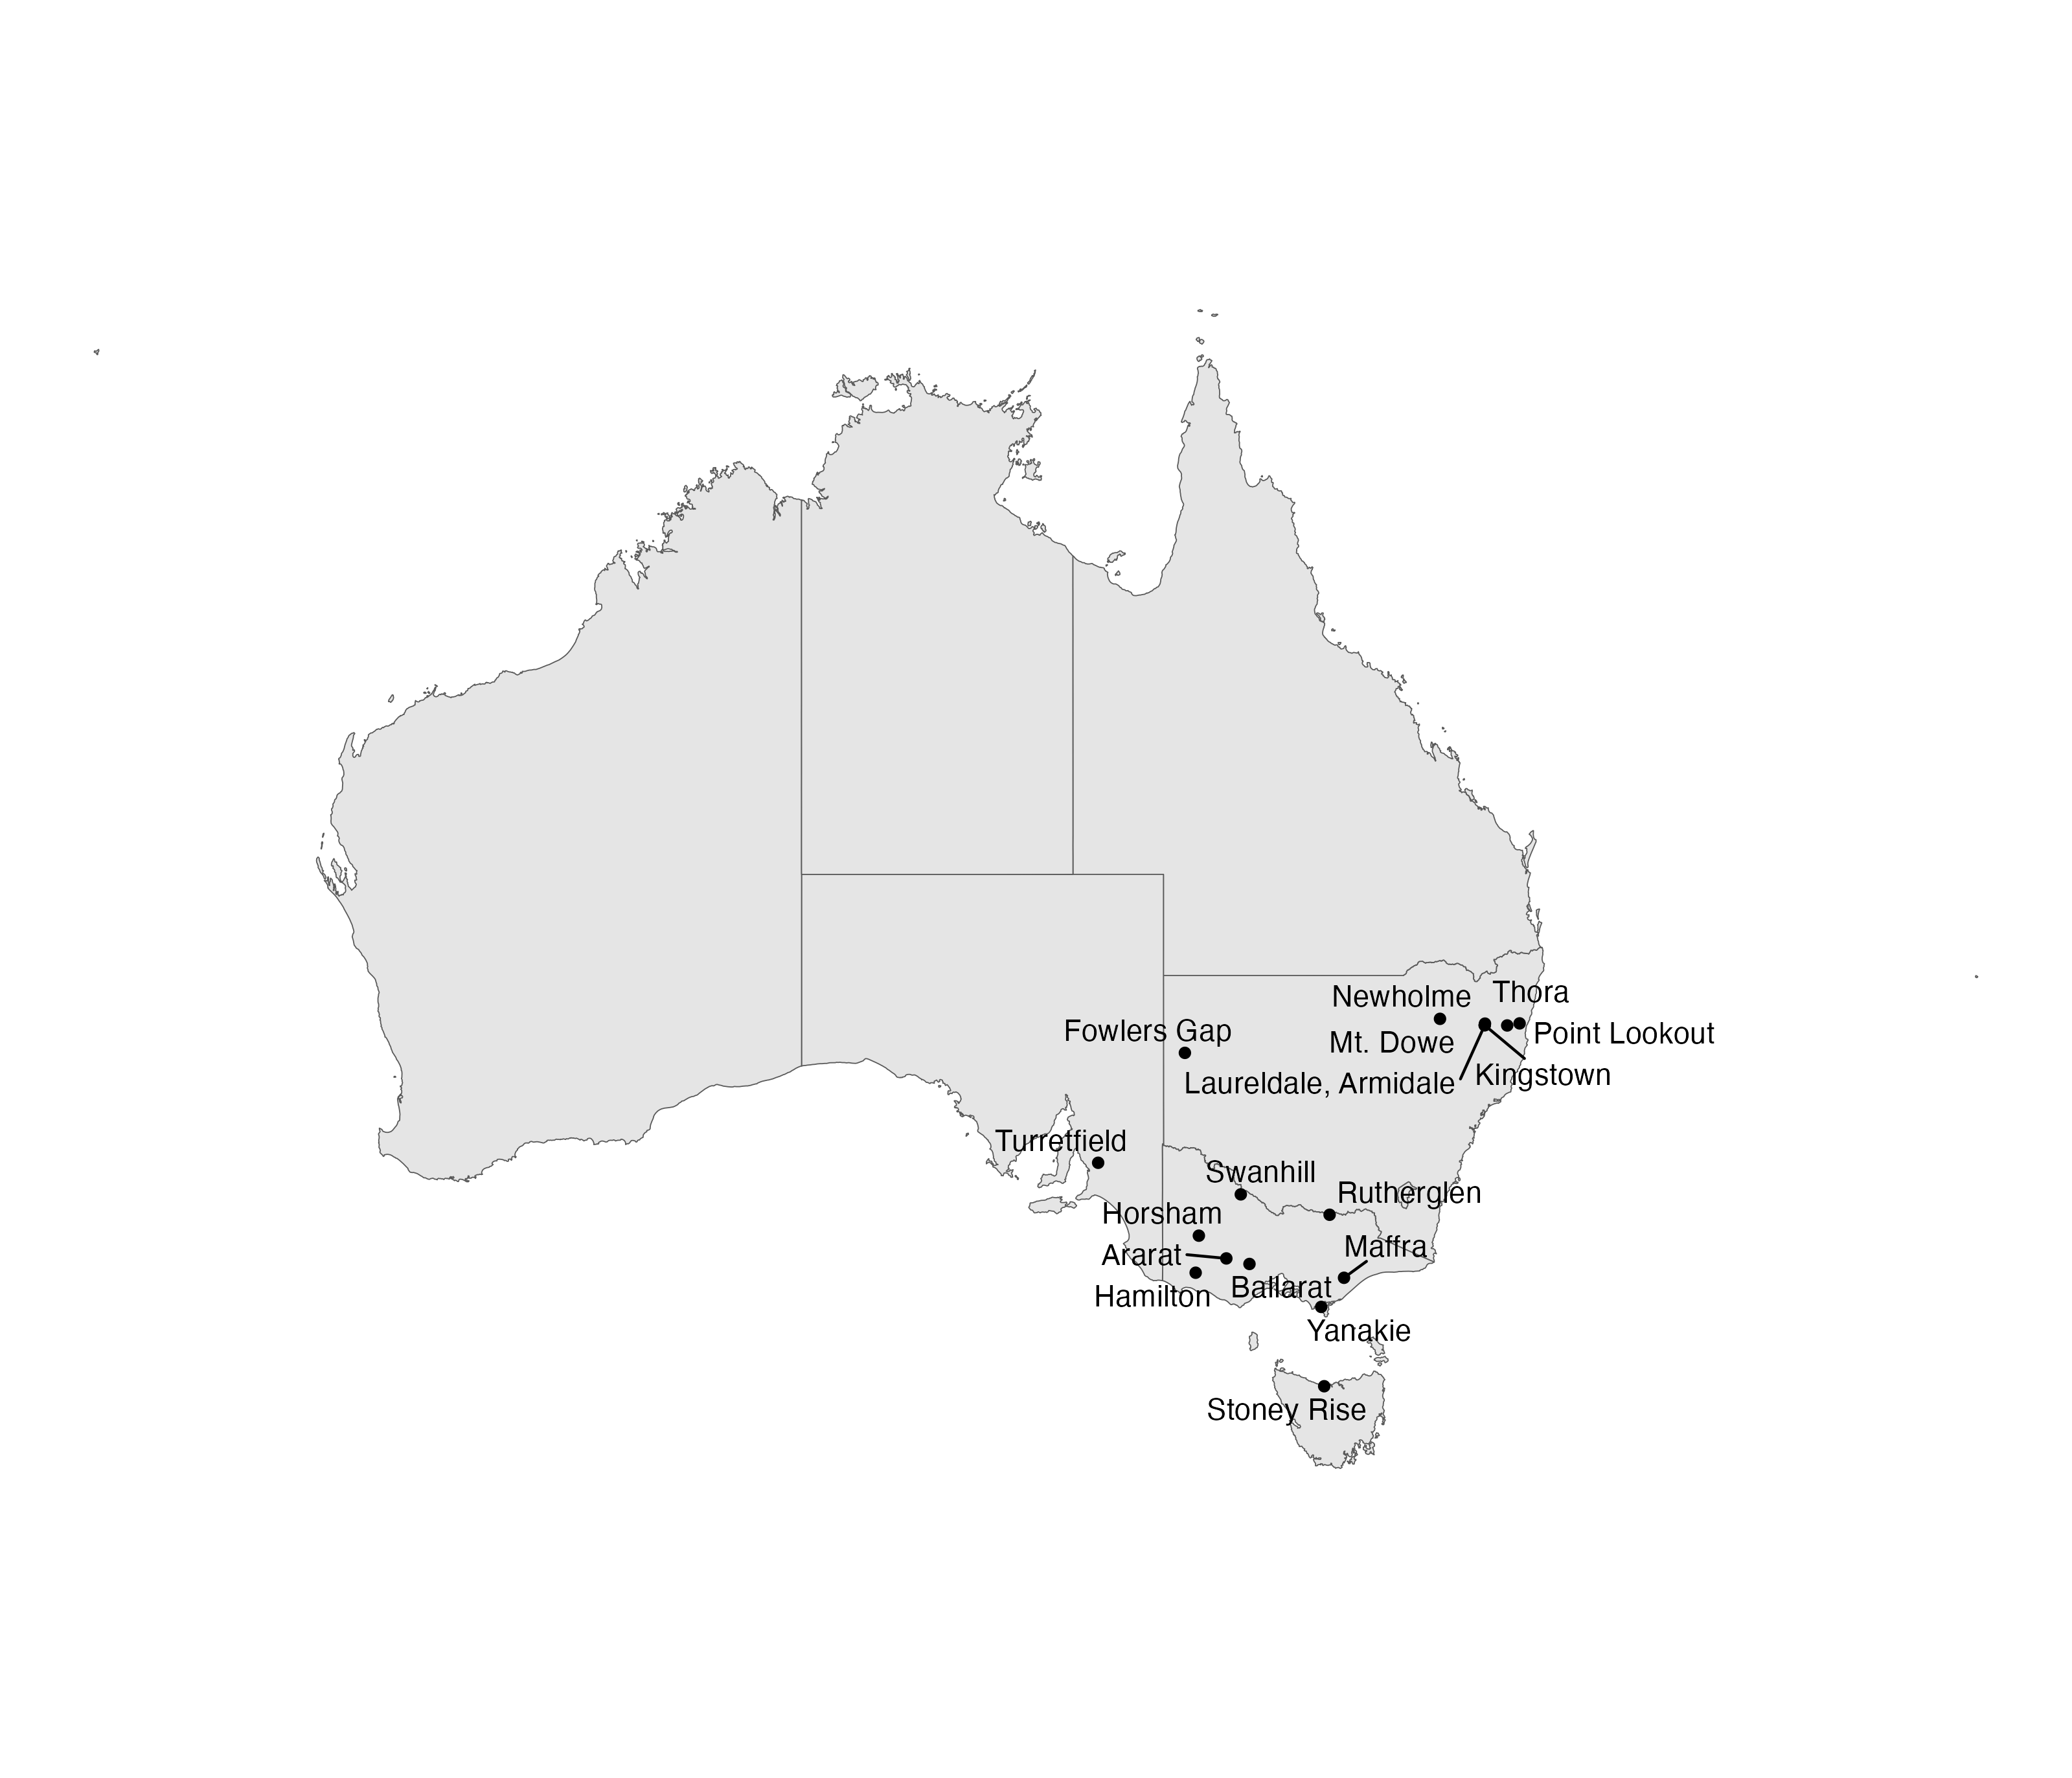 Newholme
Thora
Fowlers Gap
Point Lookout
Mt. Dowe
Laureldale, Armidale
Kingstown
Turretfield
Swanhill
Rutherglen
Horsham
Maffra
Ararat
Ballarat
Hamilton
Yanakie
Stoney Rise